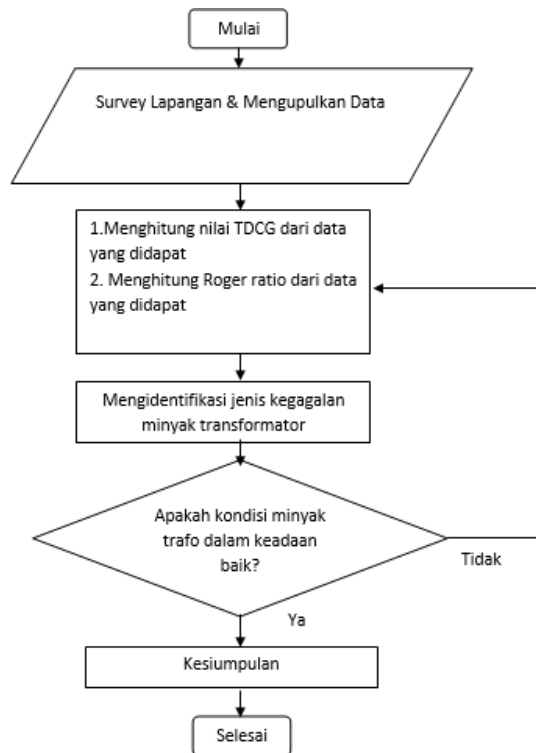 Mulai
Survey Lapangan & Mengupulkan Data
1.Menghitung nilai TDCG dari data
yang didapat
2. Menghitung Roger ratio dari data
yang didapat
Mengidentifikasi jenis kegagalan
minyak transformator
Apakah kondisi minyak
trafo dalam keadaan
baik?
Tidak
Ya
Kesiumpulan
Selesai